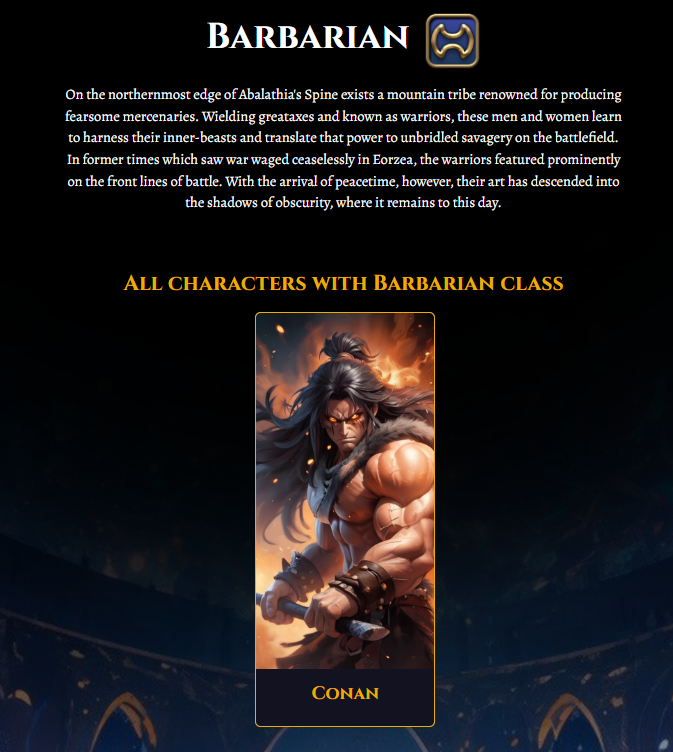 Barbarian
On the northernmost edge of Abalathia's Spine exists a mountain tribe renowned for producing
fearsome mercenaries. Wielding greataxes and known as warriors, these men and women learn
to harness their inner-beasts and translate that power to unbridled savagery on the battlefield.
In former times which saw war waged ceaselessly in Eorzea, the warriors featured prominently
on the front lines of battle. With the arrival of peacetime, however, their art has descended into
the shadows of obscurity, where it remains to this day.
All characters with Barbarian class
Conan